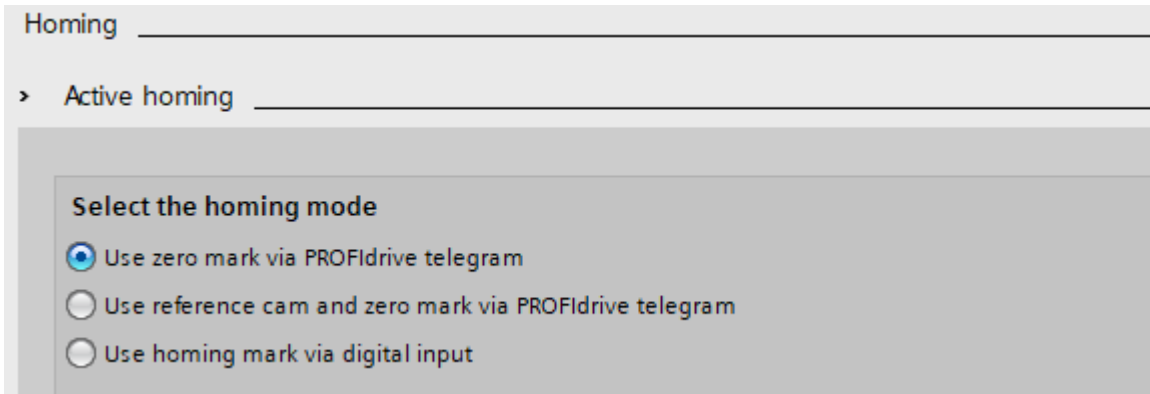 Homing
Active homing
Select the homing mode
Use zero mark via PROFIdrive telegram
Use reference cam and zero mark via PROFIdrive telegram
Use homing mark via digital input